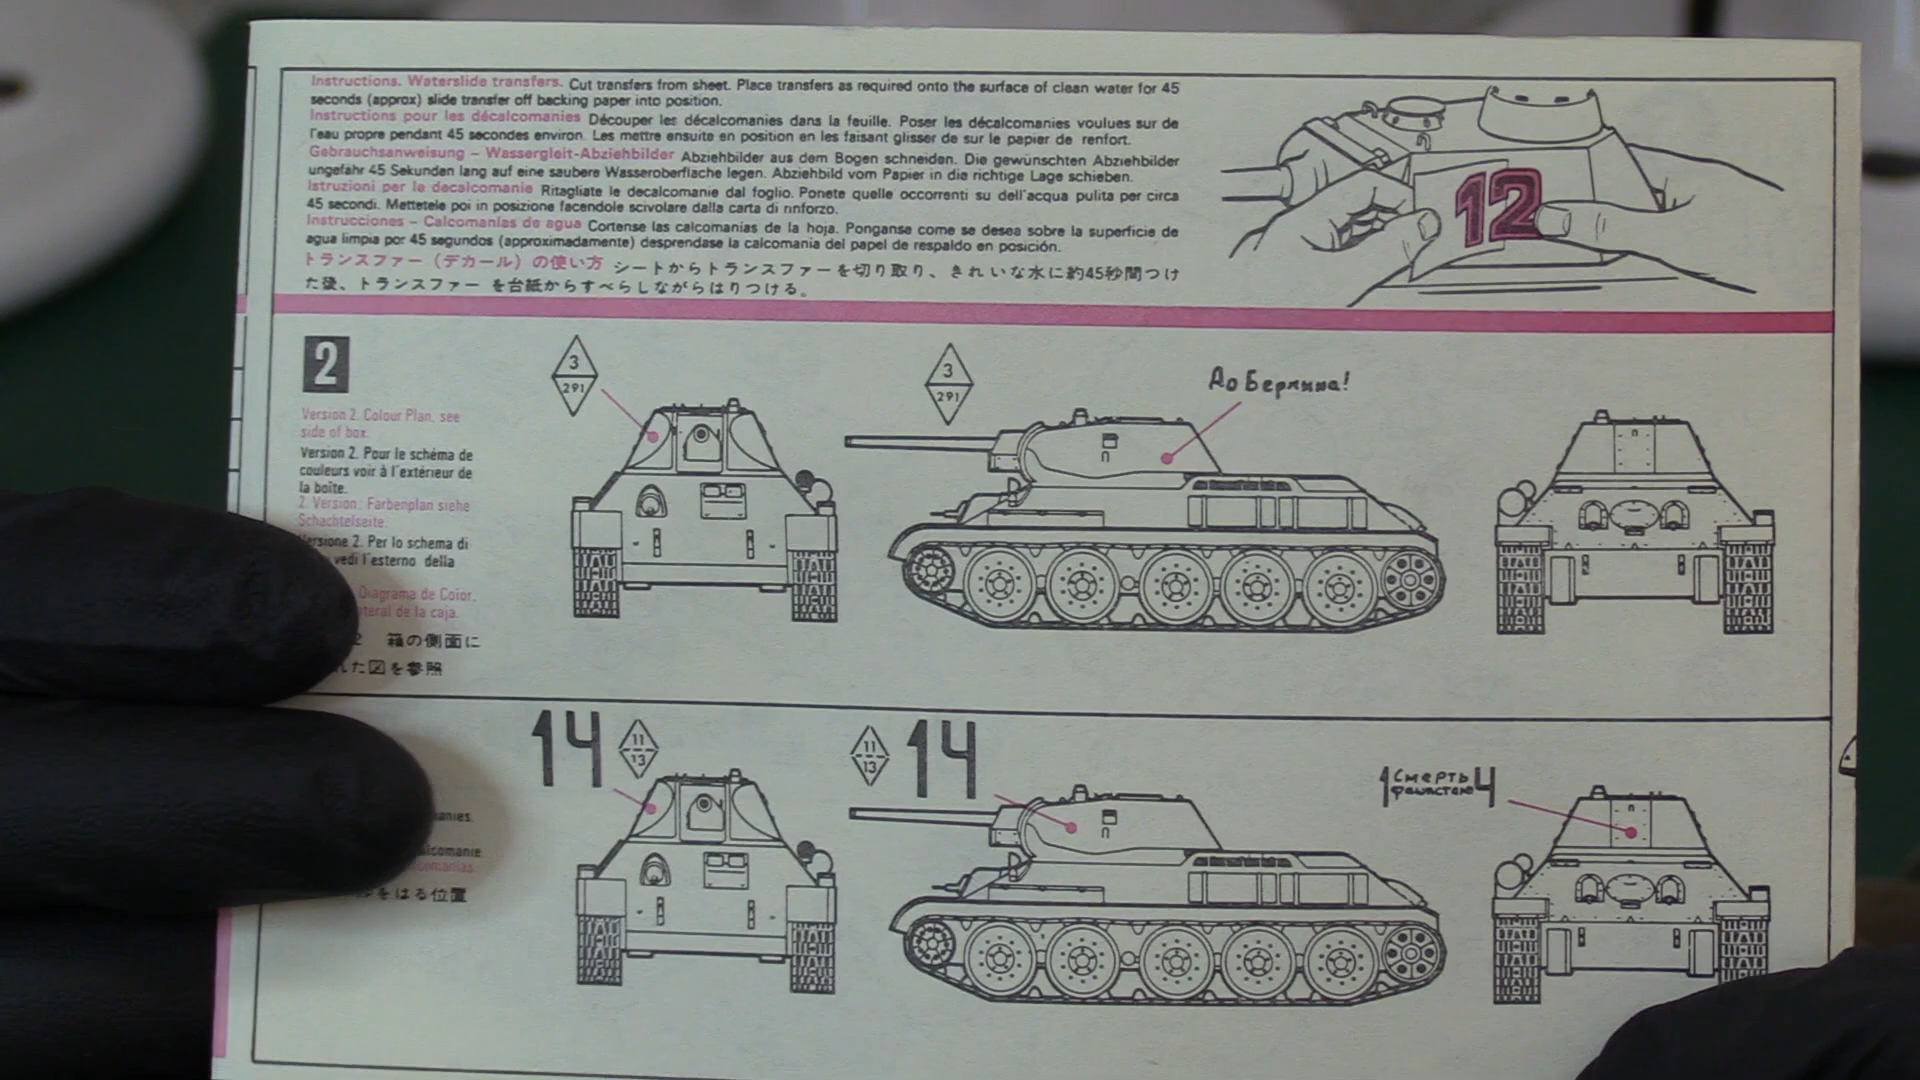 Instructions. Waterslide transfers. Cut transfers from sheet. Place transfers as required onto the surface of clean water for 45
seconds (approx) slide transfer off backing paper into position.
Instructions pour les décalcomanies Découper les décalcomanies dans la feuille. Poser les décalcomanies voulues sur de
l'eau propre pendant 45 secondes environ. Les mettre ensuite en position en les faisant glisser de sur le papier de renfort.
Gebrauchsanweisung – Wassergleit-Abziehbilder Abziehbilder aus dem Bogen schneiden. Die gewünschten Abziehbilder
ungefähr 45 Sekunden lang auf eine saubere Wasseroberfläche legen. Abziehbild vom Papier in die richtige Lage schieben.
Istruzioni per la decalcomanie Ritagliate le decalcomanie dal foglio. Ponete quelle occorrenti su dell'acqua pulita per circa
45 secondi. Mettetele poi in posizione facendole scivolare dalla carta di rinforzo.
Instrucciones – Calcomanías de agua Cortense las calcomanías de la hoja. Ponganse como se desea sobre la superficie de
agua limpia por 45 segundos (approximadamente) desprendase la calcomania del papel de respaldo en posición.
トランスファー（デカール）の使い方 シートからトランスファーを切り取り、きれいな水に約45秒間つけ
た後、トランスファー を台紙からすべらしながらはりつける。
12
2
Version 2. Colour Plan, see
side of box.
Version 2. Pour le schéma de
couleurs voir à l'extérieur de
la boîte.
2. Version: Farbenplan siehe
Schachtelseite.
Versione 2. Per lo schema di
vedi l'esterno della
Diagrama de Color,
lateral de la caja.
2 箱の側面に
た図を参照
3
291
3
291
До Берлина!
14
11
13
11
13
14
1 Смерть 4
фашистам
をはる位置